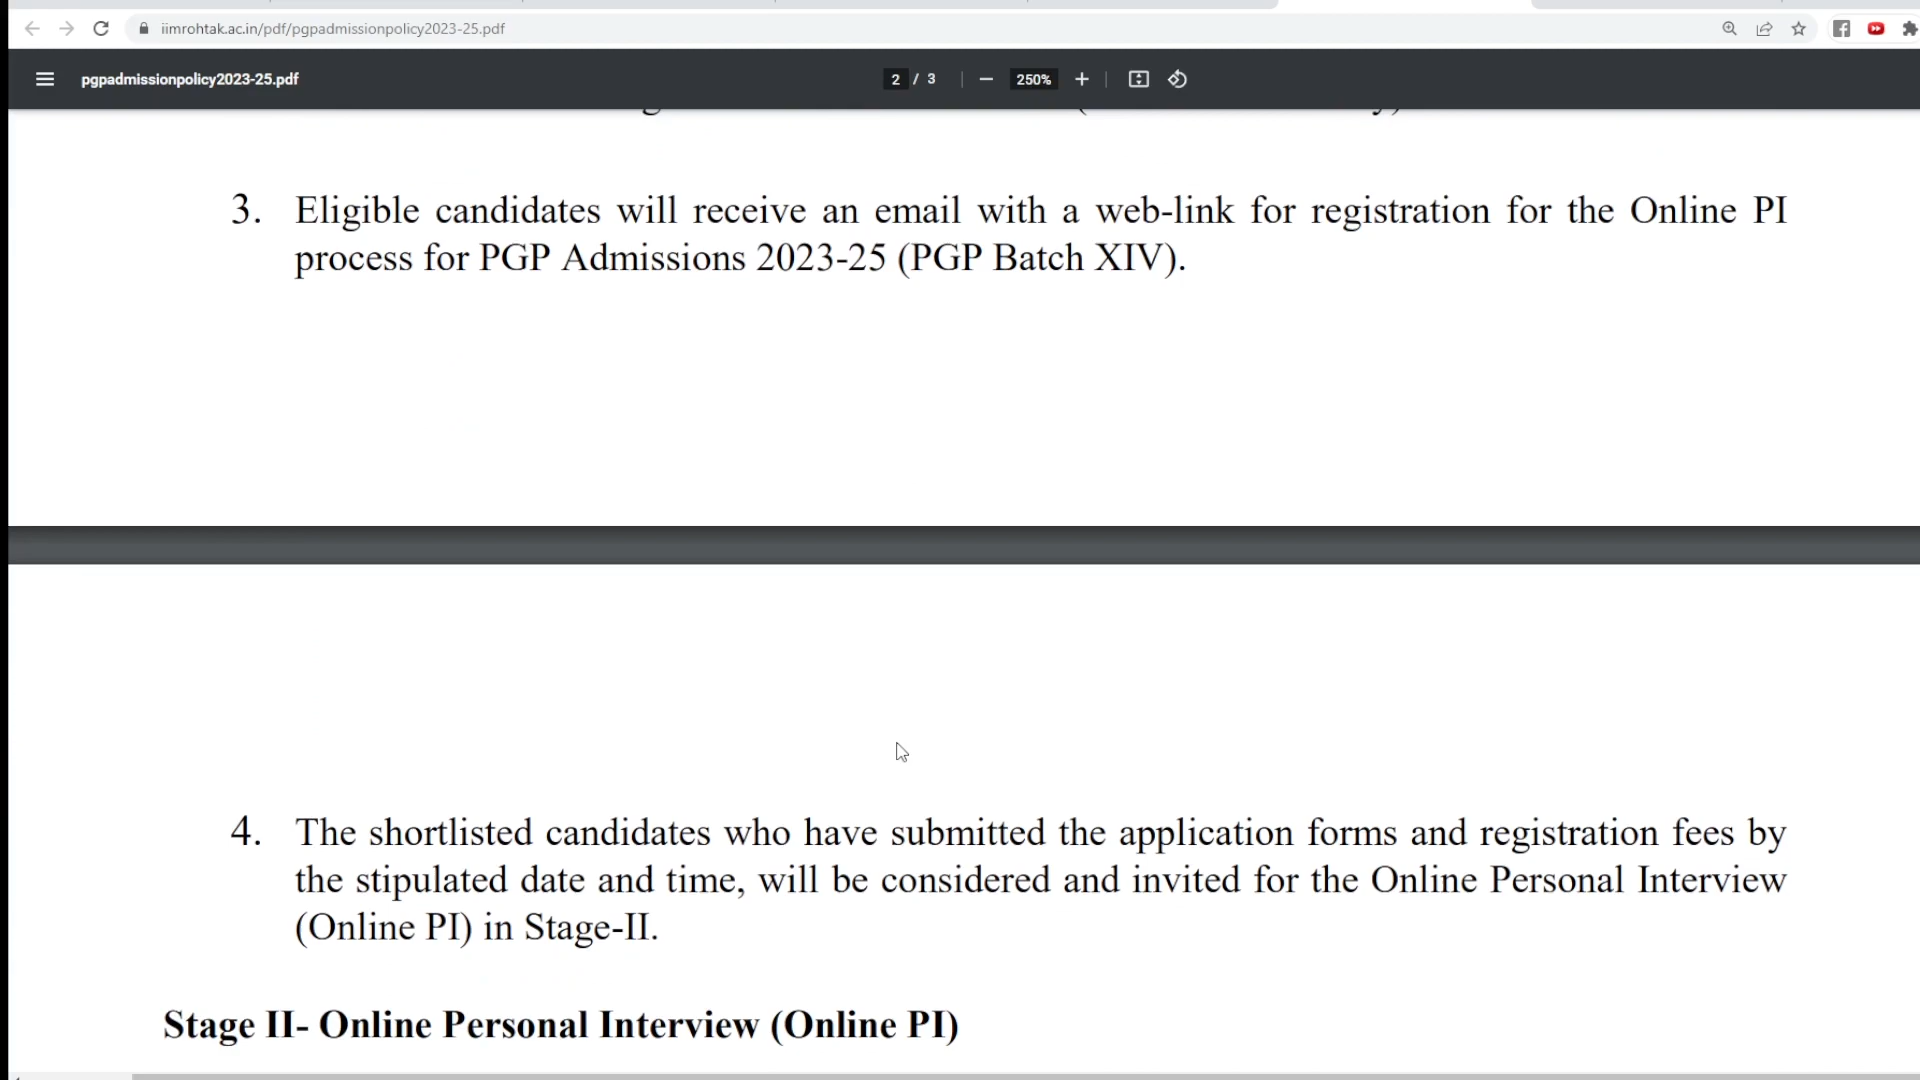 iimrohtak.ac.in/pdf/pgpadmissionpolicy2023-25.pdf
pgpadmissionpolicy2023-25.pdf
2 / 3
250%
3. Eligible candidates will receive an email with a web-link for registration for the Online PI
process for PGP Admissions 2023-25 (PGP Batch XIV).
4. The shortlisted candidates who have submitted the application forms and registration fees by
the stipulated date and time, will be considered and invited for the Online Personal Interview
(Online PI) in Stage-II.
Stage II- Online Personal Interview (Online PI)